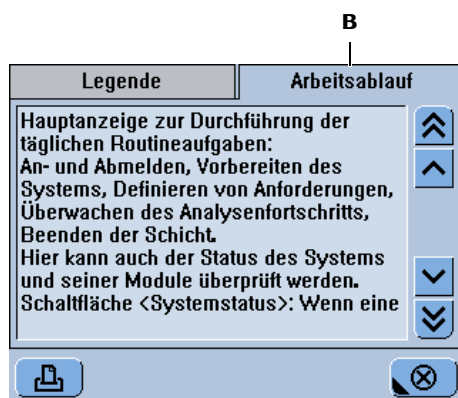 B
Legende
Arbeitsablauf
Hauptanzeige zur Durchführung der
täglichen Routineaufgaben:
An- und Abmelden, Vorbereiten des
Systems, Definieren von Anforderungen,
Überwachen des Analysenfortschritts,
Beenden der Schicht.
Hier kann auch der Status des Systems
und seiner Module überprüft werden.
Schaltfläche <Systemstatus>: Wenn eine